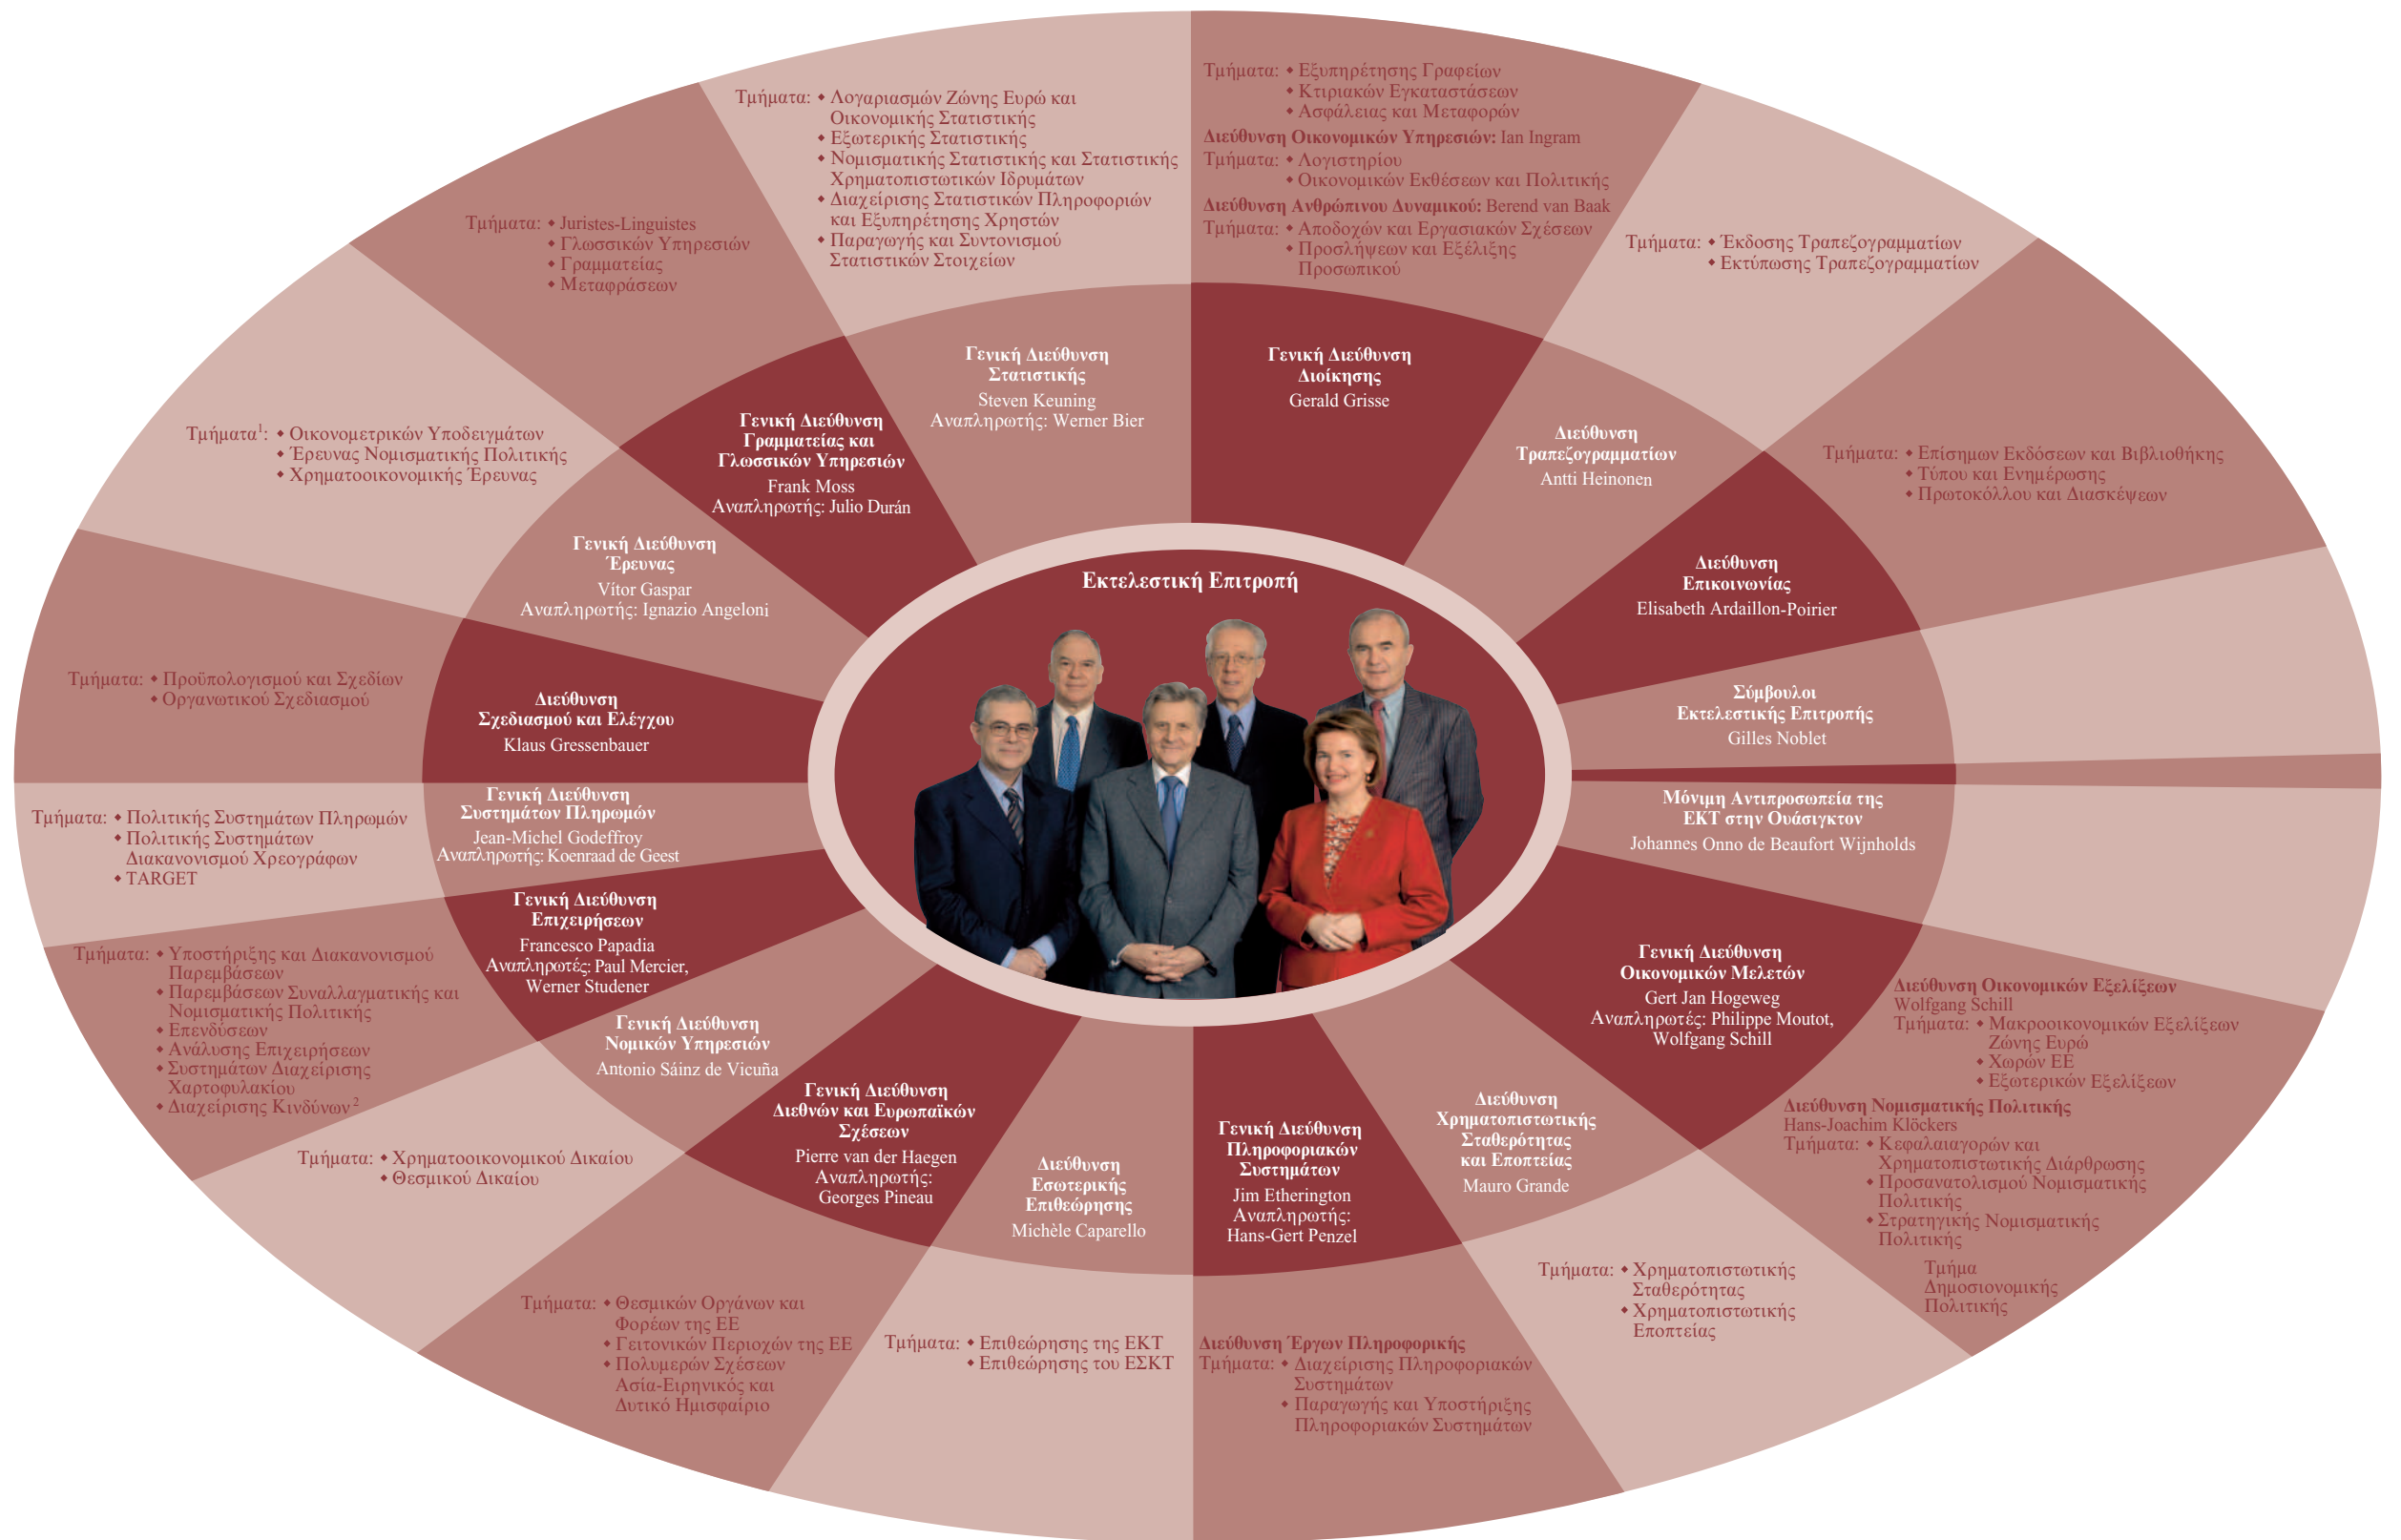 Εκτελεστική Επιτροπή
Τμήματα: ◆ Εξυπηρέτησης Γραφείων
◆ Κτιριακών Εγκαταστάσεων
◆ Ασφάλειας και Μεταφορών
Διεύθυνση Οικονομικών Υπηρεσιών: Ian Ingram
Τμήματα: ◆ Λογιστηρίου
◆ Οικονομικών Εκθέσεων και Πολιτικής
Διεύθυνση Ανθρώπινου Δυναμικού: Berend van Baak
Τμήματα: ◆ Αποδοχών και Εργασιακών Σχέσεων
◆ Προσλήψεων και Εξέλιξης
Προσωπικού
Γενική Διεύθυνση
Διοίκησης
Gerald Grisse
Τμήματα: ◆ Έκδοσης Τραπεζογραμματίων
◆ Εκτύπωσης Τραπεζογραμματίων
Διεύθυνση
Τραπεζογραμματίων
Antti Heinonen
Τμήματα: ◆ Επίσημων Εκδόσεων και Βιβλιοθήκης
◆ Τύπου και Ενημέρωσης
◆ Πρωτοκόλλου και Διασκέψεων
Διεύθυνση
Επικοινωνίας
Elisabeth Ardaillon-Poirier
Σύμβουλοι
Εκτελεστικής Επιτροπής
Gilles Noblet
Μόνιμη Αντιπροσωπεία της
ΕΚΤ στην Ουάσιγκτον
Johannes Onno de Beaufort Wijnholds
Γενική Διεύθυνση
Οικονομικών Μελετών
Gert Jan Hogeweg
Αναπληρωτές: Philippe Moutot,
Wolfgang Schill
Διεύθυνση Οικονομικών Εξελίξεων
Wolfgang Schill
Τμήματα: ◆ Μακροοικονομικών Εξελίξεων
Ζώνης Ευρώ
◆ Χωρών ΕΕ
◆ Εξωτερικών Εξελίξεων
Διεύθυνση Νομισματικής Πολιτικής
Hans-Joachim Klöckers
Τμήματα: ◆ Κεφαλαιαγορών και
Χρηματοπιστωτικής Διάρθρωσης
◆ Προσανατολισμού Νομισματικής
Πολιτικής
◆ Στρατηγικής Νομισματικής
Πολιτικής
Τμήμα
Δημοσιονομικής
Πολιτικής
Διεύθυνση
Χρηματοπιστωτικής
Σταθερότητας
και Εποπτείας
Mauro Grande
Τμήματα: ◆ Χρηματοπιστωτικής
Σταθερότητας
◆ Χρηματοπιστωτικής
Εποπτείας
Γενική Διεύθυνση
Πληροφοριακών
Συστημάτων
Jim Etherington
Αναπληρωτής:
Hans-Gert Penzel
Διεύθυνση Έργων Πληροφορικής
Τμήματα: ◆ Διαχείρισης Πληροφοριακών
Συστημάτων
◆ Παραγωγής και Υποστήριξης
Πληροφοριακών Συστημάτων
Διεύθυνση
Εσωτερικής
Επιθεώρησης
Michèle Caparello
Τμήματα: ◆ Επιθεώρησης της ΕΚΤ
◆ Επιθεώρησης του ΕΣΚΤ
Γενική Διεύθυνση
Διεθνών και Ευρωπαϊκών
Σχέσεων
Pierre van der Haegen
Αναπληρωτής:
Georges Pineau
Τμήματα: ◆ Θεσμικών Οργάνων και
Φορέων της ΕΕ
◆ Γειτονικών Περιοχών της ΕΕ
◆ Πολυμερών Σχέσεων
Ασία-Ειρηνικός και
Δυτικό Ημισφαίριο
Γενική Διεύθυνση
Νομικών Υπηρεσιών
Antonio Sáinz de Vicuña
Τμήματα: ◆ Χρηματοοικονομικού Δικαίου
◆ Θεσμικού Δικαίου
Γενική Διεύθυνση
Επιχειρήσεων
Francesco Papadia
Αναπληρωτές: Paul Mercier,
Werner Studener
Τμήματα: ◆ Υποστήριξης και Διακανονισμού
Παρεμβάσεων
◆ Παρεμβάσεων Συναλλαγματικής και
Νομισματικής Πολιτικής
◆ Επενδύσεων
◆ Ανάλυσης Επιχειρήσεων
◆ Συστημάτων Διαχείρισης
Χαρτοφυλακίου
◆ Διαχείρισης Κινδύνων²
Γενική Διεύθυνση
Συστημάτων Πληρωμών
Jean-Michel Godeffroy
Αναπληρωτής: Koenraad de Geest
Τμήματα: ◆ Πολιτικής Συστημάτων Πληρωμών
◆ Πολιτικής Συστημάτων
Διακανονισμού Χρεογράφων
◆ TARGET
Διεύθυνση
Σχεδιασμού και Ελέγχου
Klaus Gressenbauer
Τμήματα: ◆ Προϋπολογισμού και Σχεδίων
◆ Οργανωτικού Σχεδιασμού
Γενική Διεύθυνση
Έρευνας
Vítor Gaspar
Αναπληρωτής: Ignazio Angeloni
Τμήματα¹: ◆ Οικονομετρικών Υποδειγμάτων
◆ Έρευνας Νομισματικής Πολιτικής
◆ Χρηματοοικονομικής Έρευνας
Γενική Διεύθυνση
Γραμματείας και
Γλωσσικών Υπηρεσιών
Frank Moss
Αναπληρωτής: Julio Durán
Τμήματα: ◆ Juristes-Linguistes
◆ Γλωσσικών Υπηρεσιών
◆ Γραμματείας
◆ Μεταφράσεων
Γενική Διεύθυνση
Στατιστικής
Steven Keuning
Αναπληρωτής: Werner Bier
Τμήματα: ◆ Λογαριασμών Ζώνης Ευρώ και
Οικονομικής Στατιστικής
◆ Εξωτερικής Στατιστικής
◆ Νομισματικής Στατιστικής και Στατιστικής
Χρηματοπιστωτικών Ιδρυμάτων
◆ Διαχείρισης Στατιστικών Πληροφοριών
και Εξυπηρέτησης Χρηστών
◆ Παραγωγής και Συντονισμού
Στατιστικών Στοιχείων